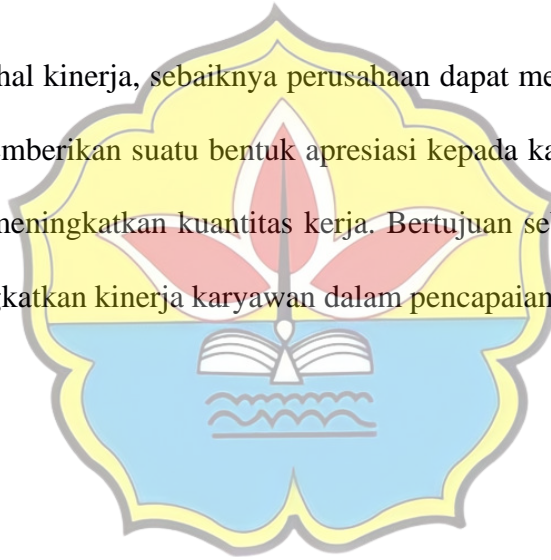 hal kinerja, sebaiknya perusahaan dapat me
mberikan suatu bentuk apresiasi kepada ka
meningkatkan kuantitas kerja. Bertujuan se
gkatkan kinerja karyawan dalam pencapaian